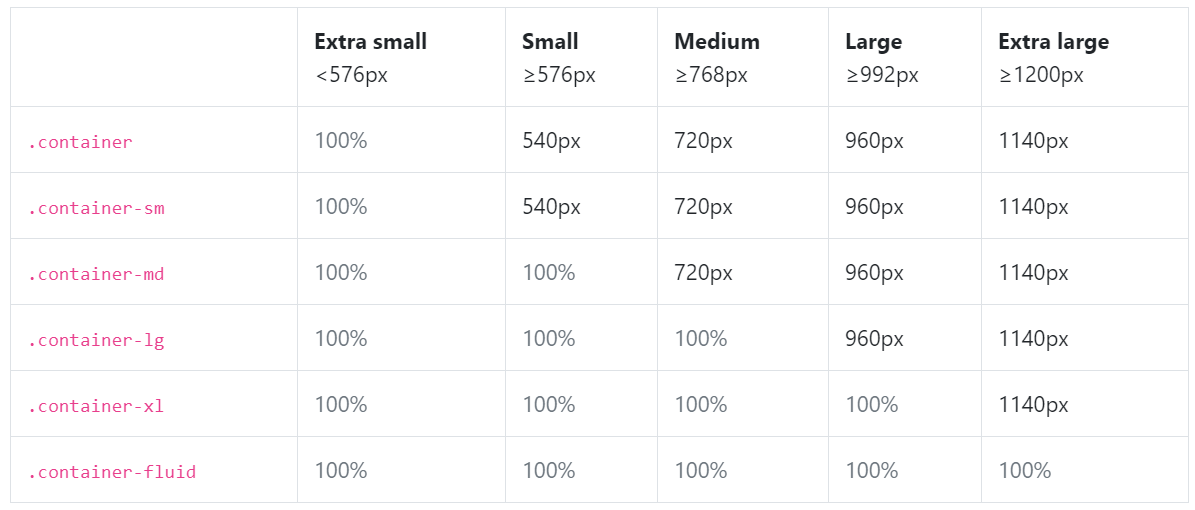 Extra small Small Medium Large Extra large
<576px ≥576px ≥768px ≥992px ≥1200px
.container 100% 540px 720px 960px 1140px
.container-sm 100% 540px 720px 960px 1140px
.container-md 100% 100% 720px 960px 1140px
.container-lg 100% 100% 100% 960px 1140px
.container-xl 100% 100% 100% 100% 1140px
.container-fluid 100% 100% 100% 100% 100%